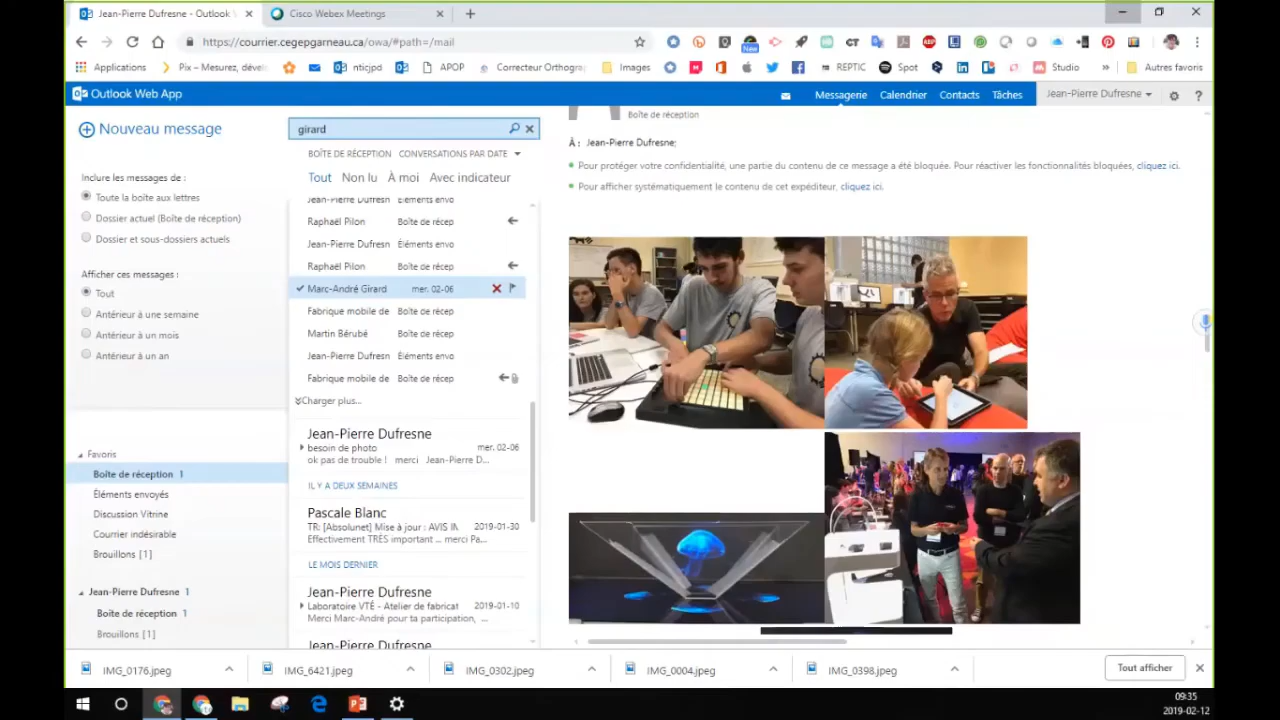 Jean-Pierre Dufresne - Outlook
Cisco Webex Meetings
https://courrier.cegepgarneau.ca/owa/#path=/mail
New
ABP
Applications
Pix – Mesurez, déve
nticjpd
APOP
Correcteur Orthogra
Images
REPTIC
Spot
Studio
Autres favoris
Outlook Web App
Messagerie
Calendrier
Contacts
Tâches
Jean-Pierre Dufresne
Nouveau message
girard
Boîte de réception
BOÎTE DE RÉCEPTION
CONVERSATIONS PAR DATE
À : Jean-Pierre Dufresne;
Inclure les messages de :
Tout Non lu À moi Avec indicateur
Pour protéger votre confidentialité, une partie du contenu de ce message a été bloquée. Pour réactiver les fonctionnalités bloquées, cliquez ici.
Toute la boîte aux lettres
Pour afficher systématiquement le contenu de cet expéditeur, cliquez ici.
Dossier actuel (Boîte de réception)
Dossier et sous-dossiers actuels
Afficher ces messages :
Tout
Antérieur à une semaine
Antérieur à un mois
Antérieur à un an
Jean-Pierre Dufresn Éléments envo
Raphaël Pilon Boîte de récep
Jean-Pierre Dufresn Éléments envo
Raphaël Pilon Boîte de récep
Marc-André Girard mer. 02-06
Fabrique mobile de Boîte de récep
Martin Bérubé Boîte de récep
Jean-Pierre Dufresn Éléments envo
Fabrique mobile de Boîte de récep
Charger plus...
Jean-Pierre Dufresne
besoin de photo mer. 02-06
ok pas de trouble ! merci Jean-Pierre D...
IL Y A DEUX SEMAINES
Pascale Blanc
TR: [Absolunet] Mise à jour : AVIS IM 2019-01-30
Effectivement TRÈS important ... merci Pa...
LE MOIS DERNIER
Jean-Pierre Dufresne
Laboratoire VTÉ - Atelier de fabricat 2019-01-10
Merci Marc-André pour ta participation, ...
Jean-Pierre Dufresne
Favoris
Boîte de réception 1
Éléments envoyés
Discussion Vitrine
Courrier indésirable
Brouillons [1]
Jean-Pierre Dufresne 1
Boîte de réception 1
Brouillons [1]
IMG_0176.jpeg
IMG_6421.jpeg
IMG_0302.jpeg
IMG_0004.jpeg
IMG_0398.jpeg
Tout afficher
09:35
2019-02-12